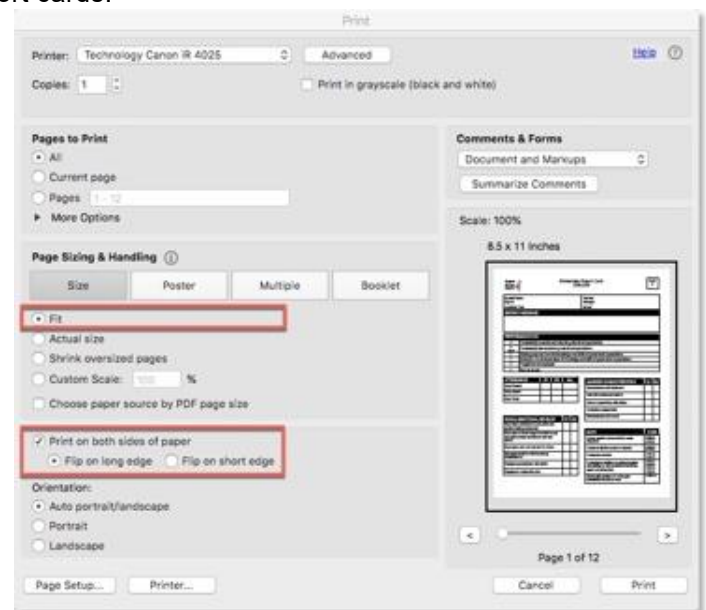 ort cards.
Print
Printer: Technology Canon iR 4025 Advanced Help ?
Copies: 1 Print in grayscale (black and white)
Pages to Print
All
Current page
Pages 1 - 12
More Options
Comments & Forms
Document and Markups
Summarize Comments
Scale: 100%
8.5 x 11 Inches
Page Sizing & Handling
Size Poster Multiple Booklet
Fit
Actual size
Shrink oversized pages
Custom Scale: 100 %
Choose paper source by PDF page size
Print on both sides of paper
Flip on long edge Flip on short edge
Orientation:
Auto portrait/landscape
Portrait
Landscape
< >
Page 1 of 12
Page Setup... Printer... Cancel Print